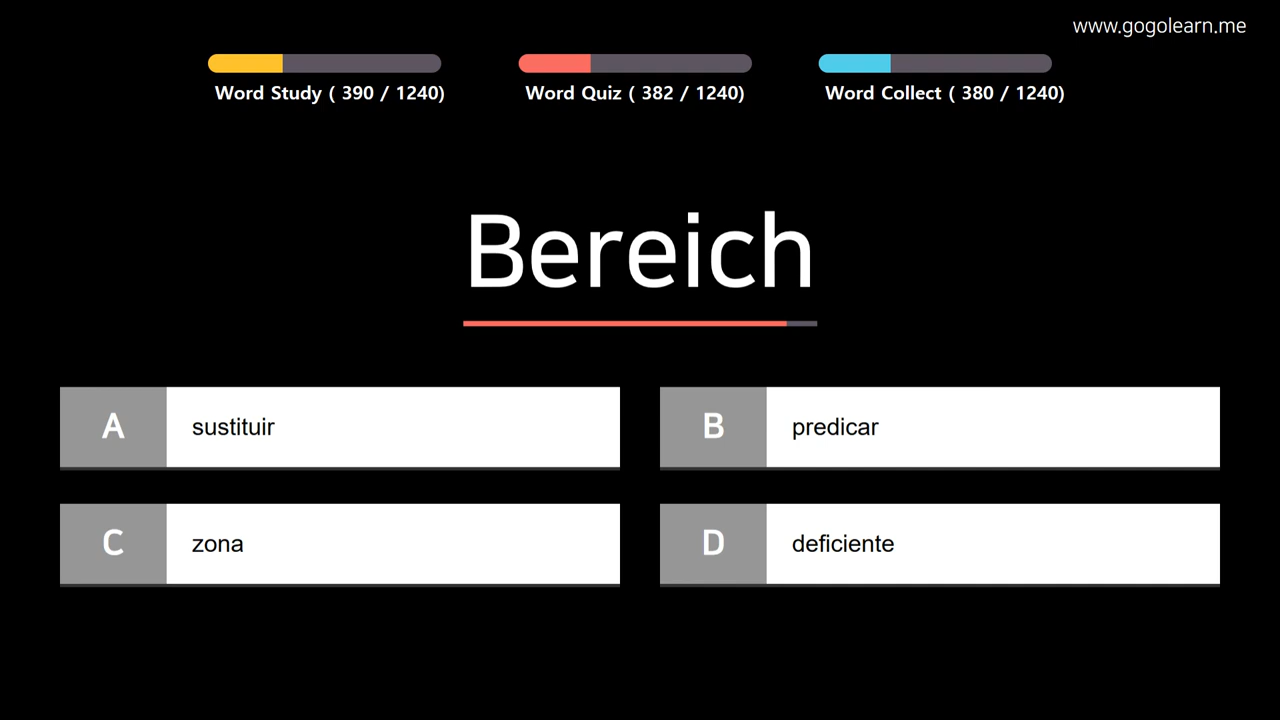 www.gogolearn.me
Word Study ( 390 / 1240)
Word Quiz ( 382 / 1240)
Word Collect ( 380 / 1240)
Bereich
A sustituir
B predicar
C zona
D deficiente